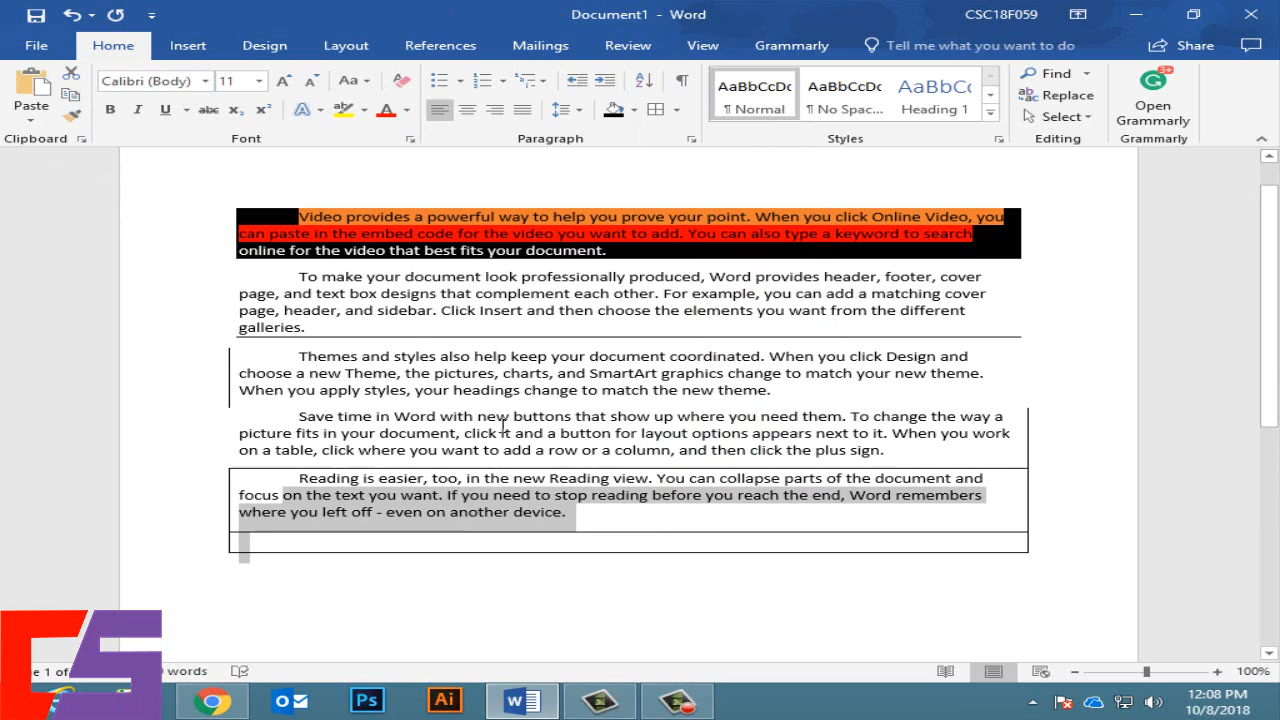 Document1 - Word
CSC18F059
File Home Insert Design Layout References Mailings Review View Grammarly Tell me what you want to do Share
Paste
Calibri (Body) 11
Aa
B I U abc x₂ x² A A
Clipboard Font Paragraph
AaBbCcDc AaBbCcDc AaBbCc
¶ Normal ¶ No Spac... Heading 1
Styles
Find
Replace
Select
Editing
3+
Open
Grammarly
Grammarly
Video provides a powerful way to help you prove your point. When you click Online Video, you
can paste in the embed code for the video you want to add. You can also type a keyword to search
online for the video that best fits your document.
To make your document look professionally produced, Word provides header, footer, cover
page, and text box designs that complement each other. For example, you can add a matching cover
page, header, and sidebar. Click Insert and then choose the elements you want from the different
galleries.
Themes and styles also help keep your document coordinated. When you click Design and
choose a new Theme, the pictures, charts, and SmartArt graphics change to match your new theme.
When you apply styles, your headings change to match the new theme.
Save time in Word with new buttons that show up where you need them. To change the way a
picture fits in your document, click it and a button for layout options appears next to it. When you work
on a table, click where you want to add a row or a column, and then click the plus sign.
Reading is easier, too, in the new Reading view. You can collapse parts of the document and
focus on the text you want. If you need to stop reading before you reach the end, Word remembers
where you left off - even on another device.
1 of words
100%
CS
Ps Ai
12:08 PM
10/8/2018